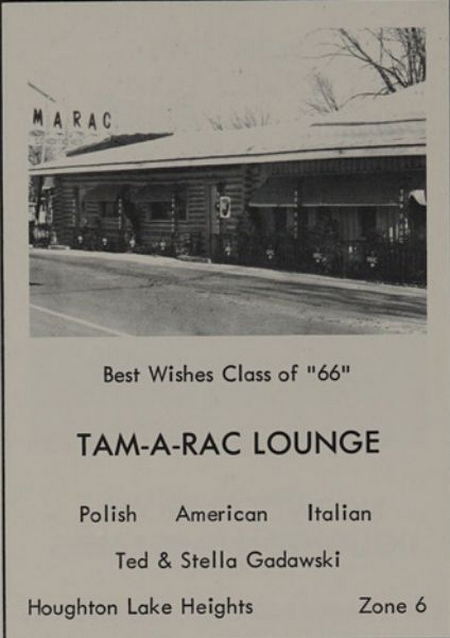 MARAC
Best Wishes Class of "66"
TAM-A-RAC LOUNGE
Polish American Italian
Ted & Stella Gadawski
Houghton Lake Heights Zone 6